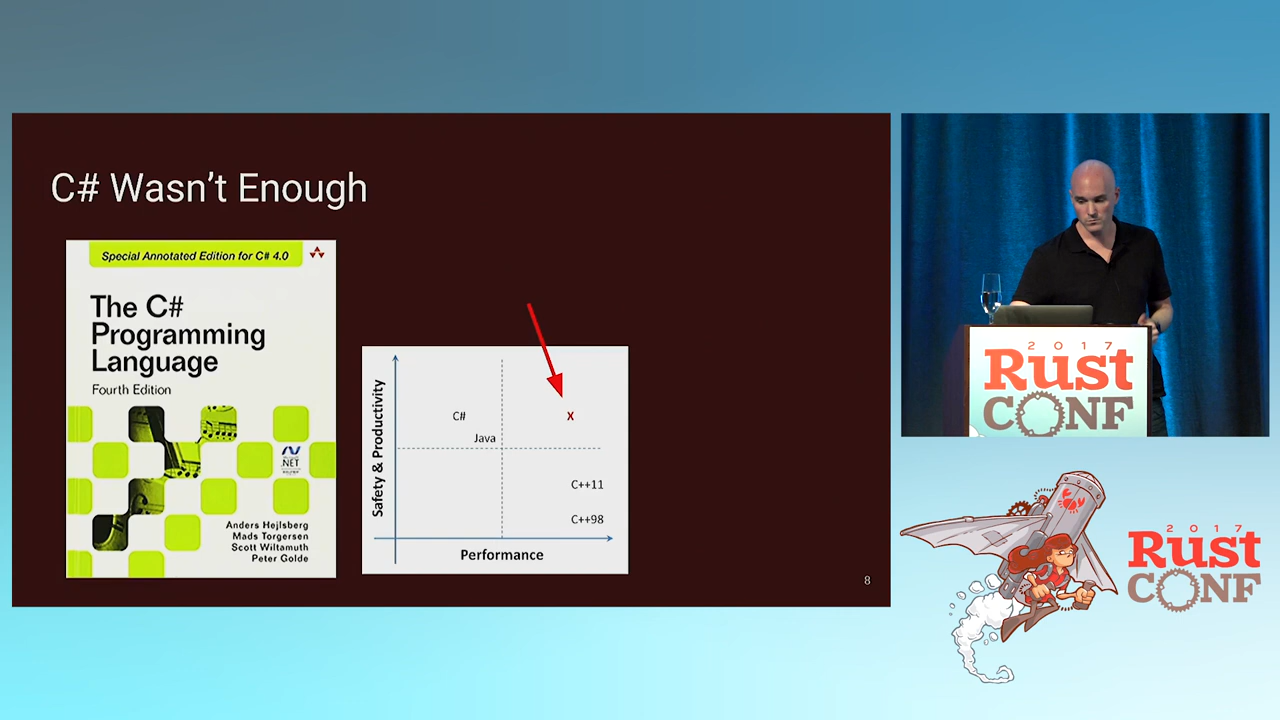 C# Wasn't Enough
Special Annotated Edition for C# 4.0
The C#
Programming
Language
Fourth Edition
.NET
Anders Hejlsberg
Mads Torgersen
Scott Wiltamuth
Peter Golde
Safety & Productivity
C#
X
Java
C++11
C++98
Performance
8
2017
Rust
CONF
2017
Rust
CONF